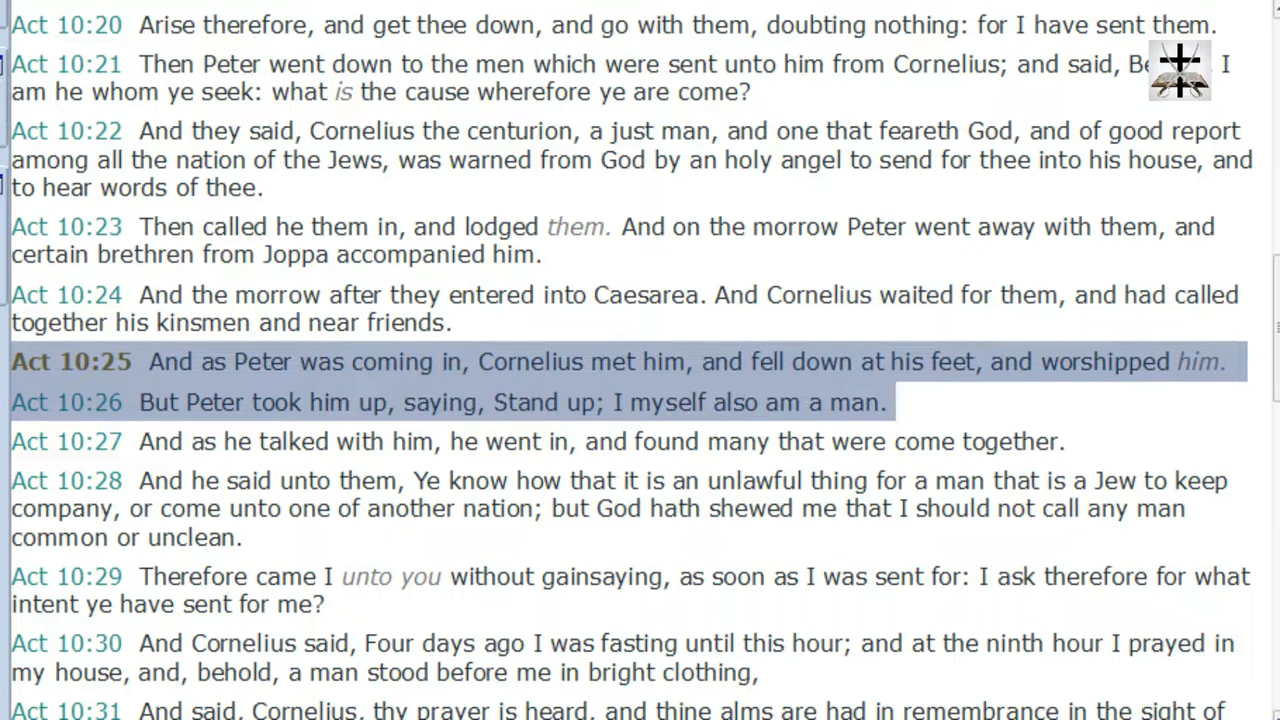 Act 10:20 Arise therefore, and get thee down, and go with them, doubting nothing: for I have sent them.
Act 10:21 Then Peter went down to the men which were sent unto him from Cornelius; and said, I
am he whom ye seek: what is the cause wherefore ye are come?
Act 10:22 And they said, Cornelius the centurion, a just man, and one that feareth God, and of good report
among all the nation of the Jews, was warned from God by an holy angel to send for thee into his house, and
to hear words of thee.
Act 10:23 Then called he them in, and lodged them. And on the morrow Peter went away with them, and
certain brethren from Joppa accompanied him.
Act 10:24 And the morrow after they entered into Caesarea. And Cornelius waited for them, and had called
together his kinsmen and near friends.
Act 10:25 And as Peter was coming in, Cornelius met him, and fell down at his feet, and worshipped him.
Act 10:26 But Peter took him up, saying, Stand up; I myself also am a man.
Act 10:27 And as he talked with him, he went in, and found many that were come together.
Act 10:28 And he said unto them, Ye know how that it is an unlawful thing for a man that is a Jew to keep
company, or come unto one of another nation; but God hath shewed me that I should not call any man
common or unclean.
Act 10:29 Therefore came I unto you without gainsaying, as soon as I was sent for: I ask therefore for what
intent ye have sent for me?
Act 10:30 And Cornelius said, Four days ago I was fasting until this hour; and at the ninth hour I prayed in
my house, and, behold, a man stood before me in bright clothing,
Act 10:31 And said, Cornelius, thy prayer is heard, and thine alms are had in remembrance in the sight of